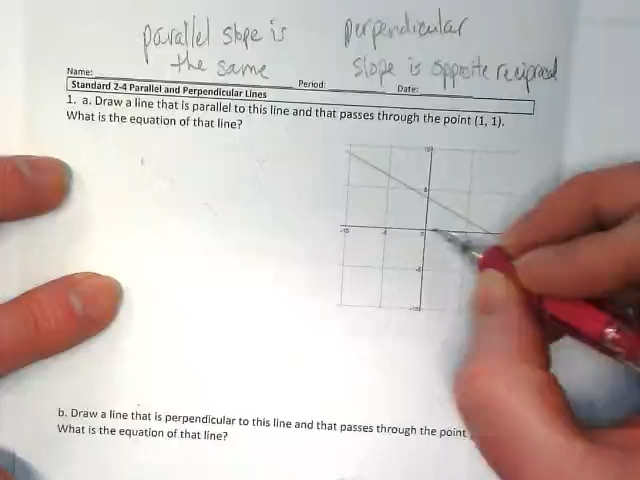 parallel slope is
the same
perpendicular
slope is opposite reciprocal
Name:
Period:
Date:
Standard 2-4 Parallel and Perpendicular Lines
1. a. Draw a line that is parallel to this line and that passes through the point (1, 1).
What is the equation of that line?
b. Draw a line that is perpendicular to this line and that passes through the point
What is the equation of that line?